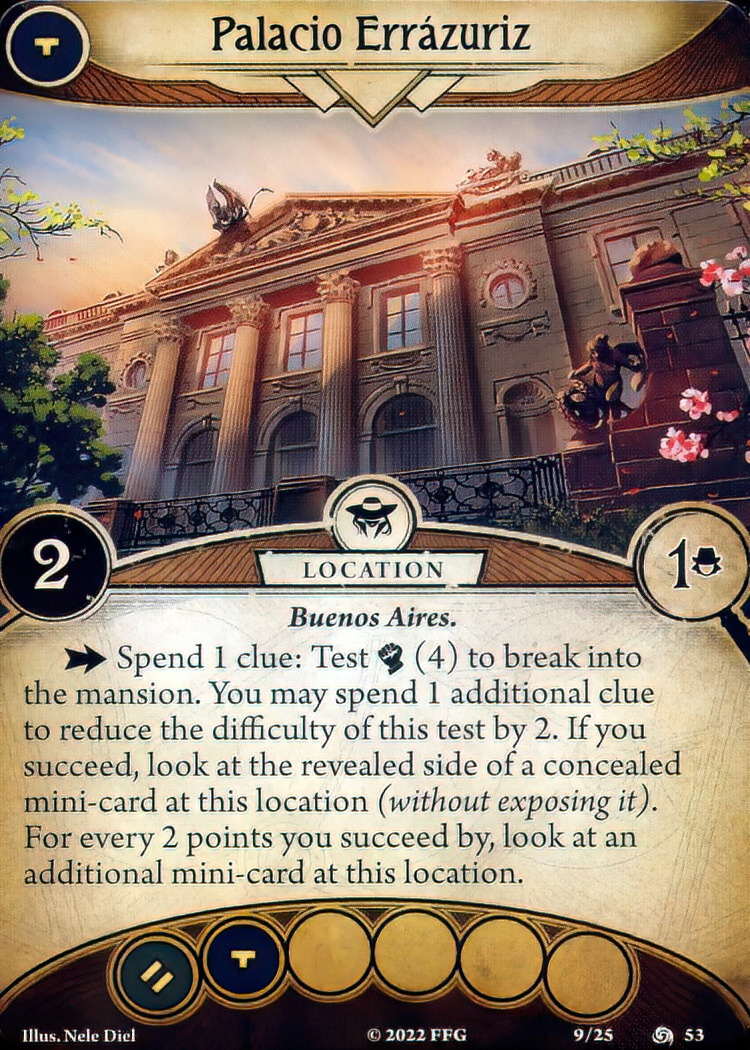 Palacio Errázuriz
2
1
LOCATION
Buenos Aires.
Spend 1 clue: Test (4) to break into
the mansion. You may spend 1 additional clue
to reduce the difficulty of this test by 2. If you
succeed, look at the revealed side of a concealed
mini-card at this location (without exposing it).
For every 2 points you succeed by, look at an
additional mini-card at this location.
Illus. Nele Diel © 2022 FFG 9/25 53